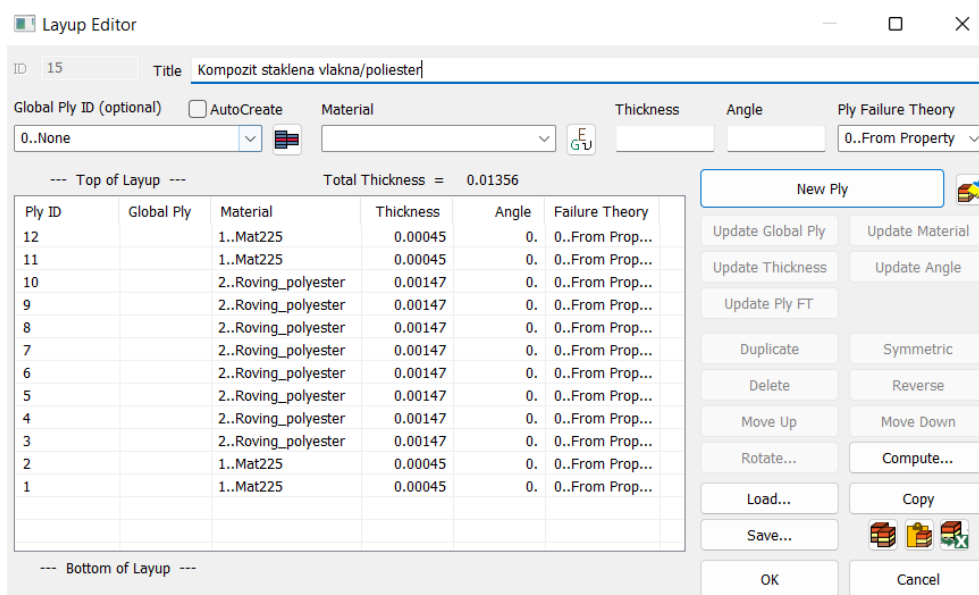 Layup Editor
ID 15 Title Kompozit staklena vlakna/poliester
Global Ply ID (optional) AutoCreate Material Thickness Angle Ply Failure Theory
0..None 0..From Property
--- Top of Layup --- Total Thickness = 0.01356 New Ply
Ply ID Global Ply Material Thickness Angle Failure Theory
12 1..Mat225 0.00045 0. 0..From Prop... Update Global Ply Update Material
11 1..Mat225 0.00045 0. 0..From Prop...
10 2..Roving_polyester 0.00147 0. 0..From Prop... Update Thickness Update Angle
9 2..Roving_polyester 0.00147 0. 0..From Prop... Update Ply FT
8 2..Roving_polyester 0.00147 0. 0..From Prop...
7 2..Roving_polyester 0.00147 0. 0..From Prop... Duplicate Symmetric
6 2..Roving_polyester 0.00147 0. 0..From Prop...
5 2..Roving_polyester 0.00147 0. 0..From Prop... Delete Reverse
4 2..Roving_polyester 0.00147 0. 0..From Prop... Move Up Move Down
3 2..Roving_polyester 0.00147 0. 0..From Prop...
2 1..Mat225 0.00045 0. 0..From Prop... Rotate... Compute...
1 1..Mat225 0.00045 0. 0..From Prop...
Load... Copy
Save...
--- Bottom of Layup ---
OK Cancel